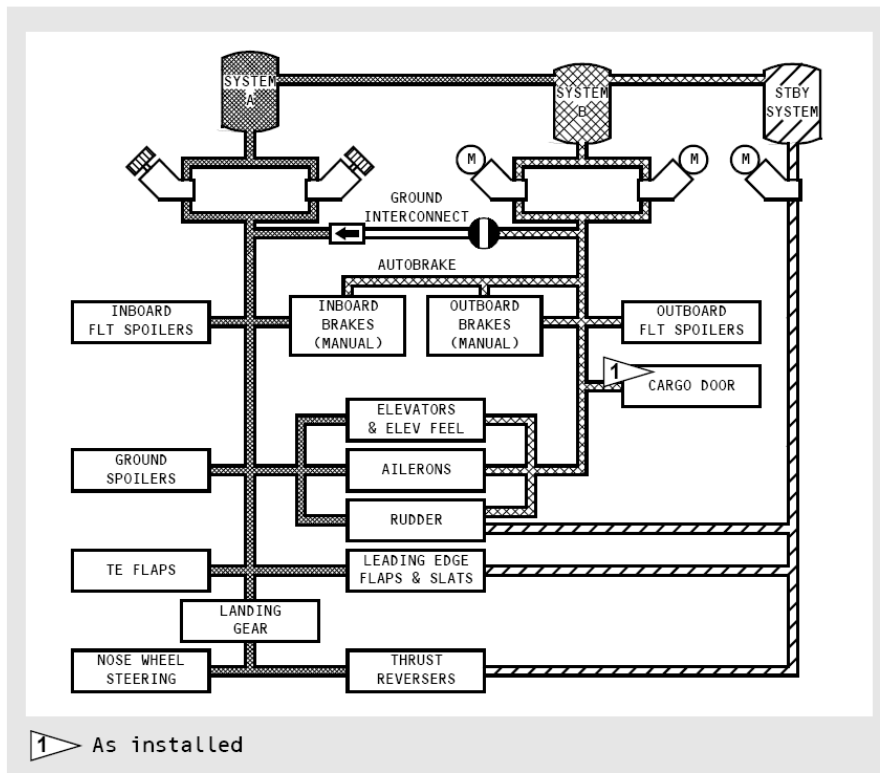 SYSTEM
A
SYSTEM
B
STBY
SYSTEM
M
M
M
GROUND
INTERCONNECT
AUTOBRAKE
INBOARD
FLT SPOILERS
INBOARD
BRAKES
(MANUAL)
OUTBOARD
BRAKES
(MANUAL)
OUTBOARD
FLT SPOILERS
1
CARGO DOOR
ELEVATORS
& ELEV FEEL
GROUND
SPOILERS
AILERONS
RUDDER
TE FLAPS
LEADING EDGE
FLAPS & SLATS
LANDING
GEAR
NOSE WHEEL
STEERING
THRUST
REVERSERS
1 As installed